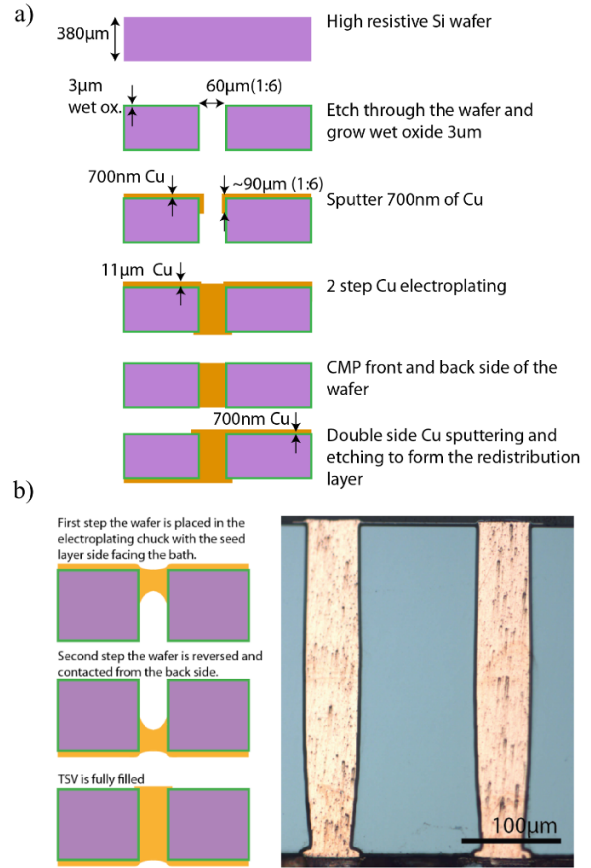 a)
380µm
High resistive Si wafer
3µm
wet ox.
60µm(1:6)
Etch through the wafer and
grow wet oxide 3um
700nm Cu
~90µm (1:6)
Sputter 700nm of Cu
11µm Cu
2 step Cu electroplating
CMP front and back side of the
wafer
700nm Cu
Double side Cu sputtering and
etching to form the redistribution
layer
b)
First step the wafer is placed in the
electroplating chuck with the seed
layer side facing the bath.
Second step the wafer is reversed and
contacted from the back side.
TSV is fully filled
100µm